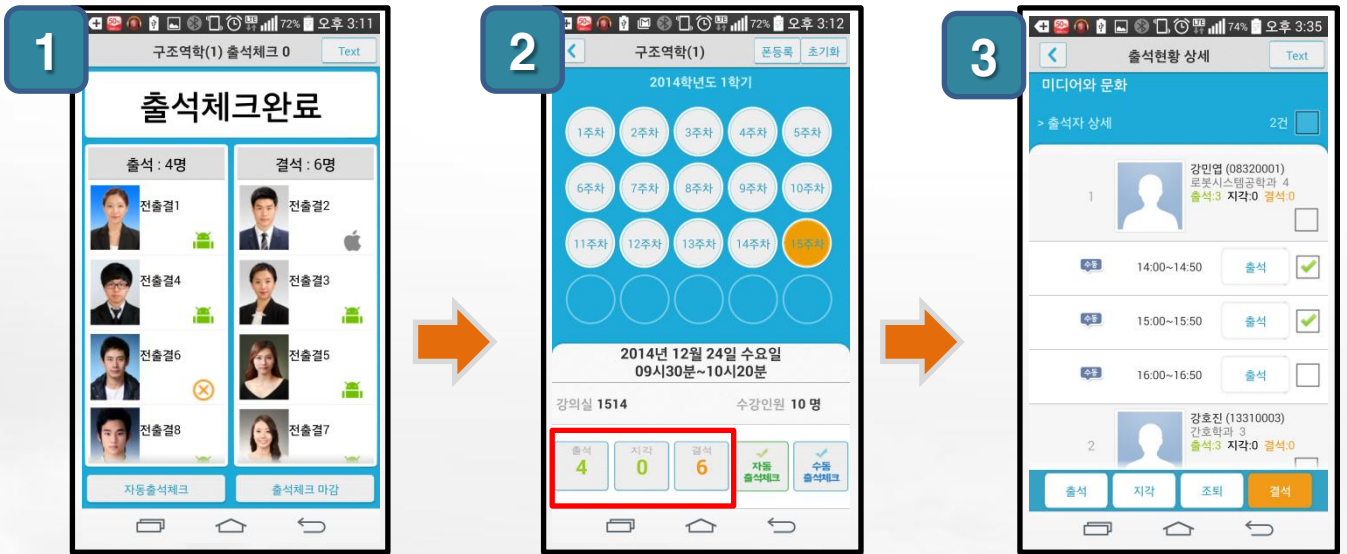 1
72% 오후 3:11
구조역학(1) 출석체크 0
Text
출석체크완료
출석 : 4명
결석 : 6명
전출결1
전출결2
전출결4
전출결3
전출결6
전출결5
전출결8
전출결7
자동출석체크
출석체크 마감
2
72% 오후 3:12
구조역학(1)
폰등록
초기화
2014학년도 1학기
1주차
2주차
3주차
4주차
5주차
6주차
7주차
8주차
9주차
10주차
11주차
12주차
13주차
14주차
15주차
2014년 12월 24일 수요일
09시30분~10시20분
강의실 1514
수강인원 10 명
출석
4
지각
0
결석
6
자동
출석체크
수동
출석체크
3
74% 오후 3:35
출석현황 상세
Text
미디어와 문화
> 출석자 상세
2건
1
강민엽 (08320001)
로봇시스템공학과 4
출석:3 지각:0 결석:0
수동
14:00~14:50
출석
수동
15:00~15:50
출석
수동
16:00~16:50
출석
2
강호진 (13310003)
간호학과 3
출석:3 지각:0 결석:0
출석
지각
조퇴
결석